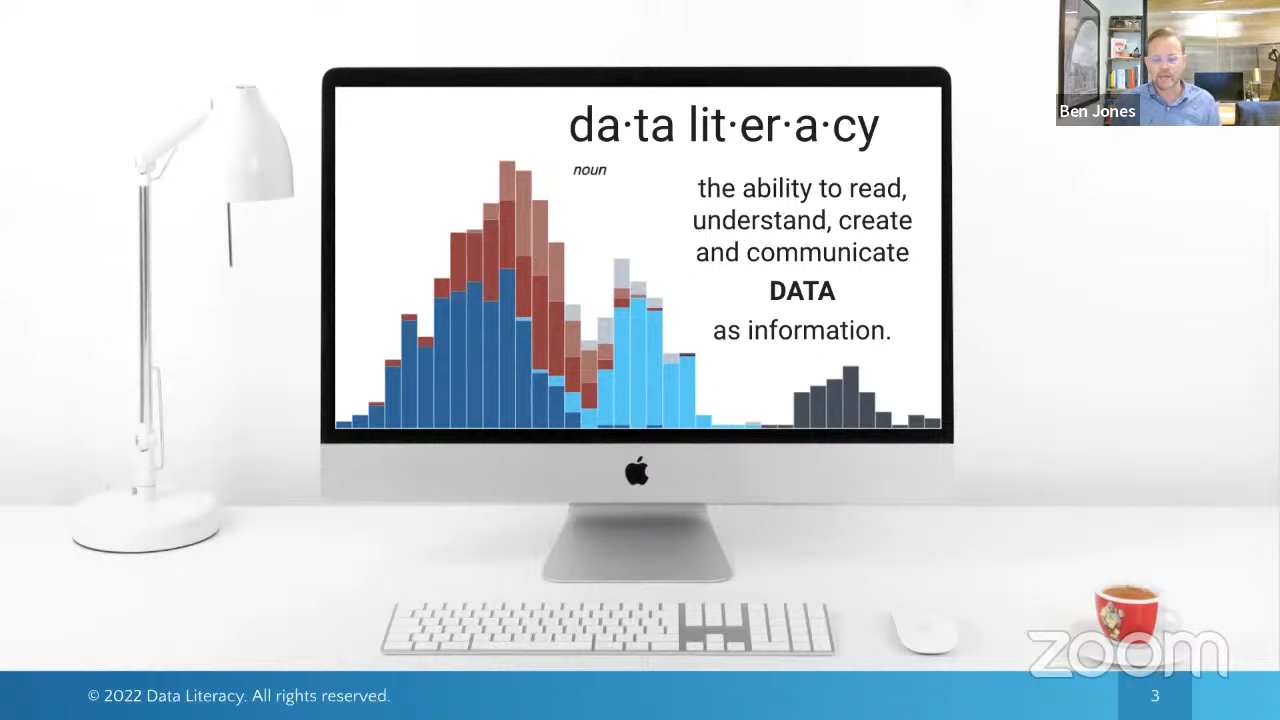 Ben Jones
da·ta lit·er·a·cy
noun
the ability to read,
understand, create
and communicate
DATA
as information.
zoom
© 2022 Data Literacy. All rights reserved.
3